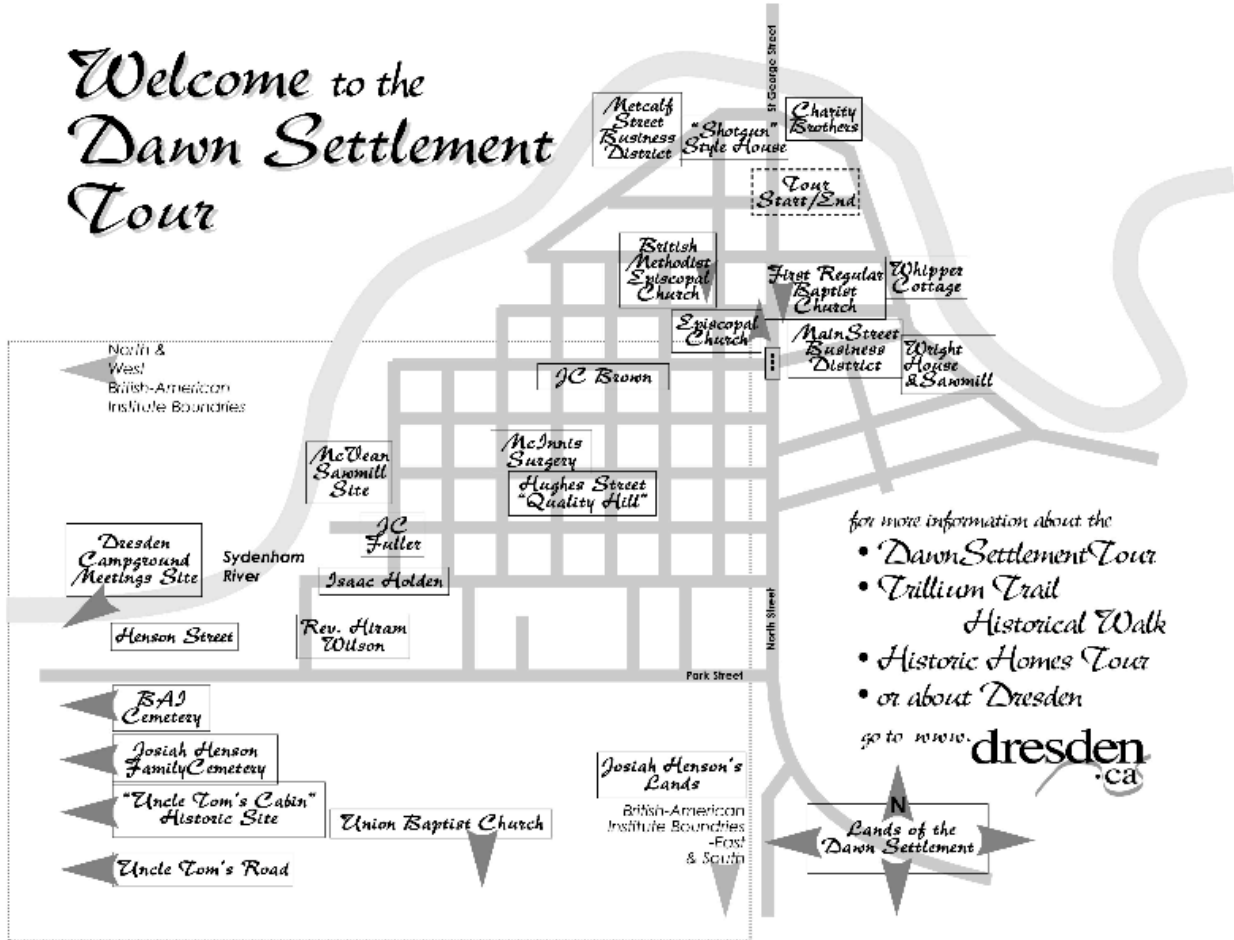 Welcome to the
Dawn Settlement
Tour
St George Street
Metcalf
Street
Business
District
"Shotgun"
Style House
Charity
Brothers
Tour
Start/End
British
Methodist
Episcopal
Church
First Regular
Baptist
Church
Whipper
Cottage
Episcopal
Church
MainStreet
Business
District
Wright
House
&Sawmill
North &
West
British-American
Institute Boundries
JC Brown
McInnis
Surgery
McVean
Sawmill
Site
Hughes Street
"Quality Hill"
JC
Fuller
Dresden
Campground
Meetings Site
Sydenham
River
Isaac Holden
Henson Street
Rev. Hiram
Wilson
North Street
Park Street
for more information about the
• DawnSettlementTour
• Trillium Trail
Historical Walk
• Historic Homes Tour
• or about Dresden
go to www.dresden
.ca
BAI
Cemetery
Josiah Henson
FamilyCemetery
"Uncle Tom's Cabin"
Historic Site
Union Baptist Church
Uncle Tom's Road
Josiah Henson's
Lands
British-American
Institute Boundries
-East
& South
N
Lands of the
Dawn Settlement